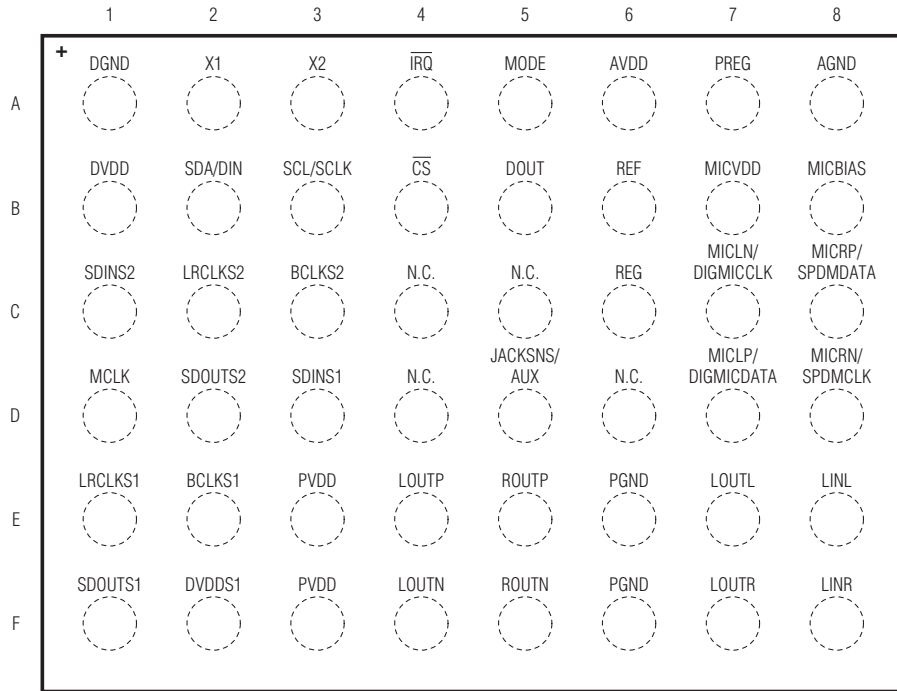 1 2 3 4 5 6 7 8
+
A
DGND X1 X2 I̅R̅Q̅ MODE AVDD PREG AGND
B
DVDD SDA/DIN SCL/SCLK C̅S̅ DOUT REF MICVDD MICBIAS
C
SDINS2 LRCLKS2 BCLKS2 N.C. N.C. REG MICLN/ DIGMICCLK MICRP/ SPDMDATA
D
MCLK SDOUTS2 SDINS1 N.C. JACKSNS/ AUX N.C. MICLP/ DIGMICDATA MICRN/ SPDMCLK
E
LRCLKS1 BCLKS1 PVDD LOUTP ROUTP PGND LOUTL LINL
F
SDOUTS1 DVDDS1 PVDD LOUTN ROUTN PGND LOUTR LINR